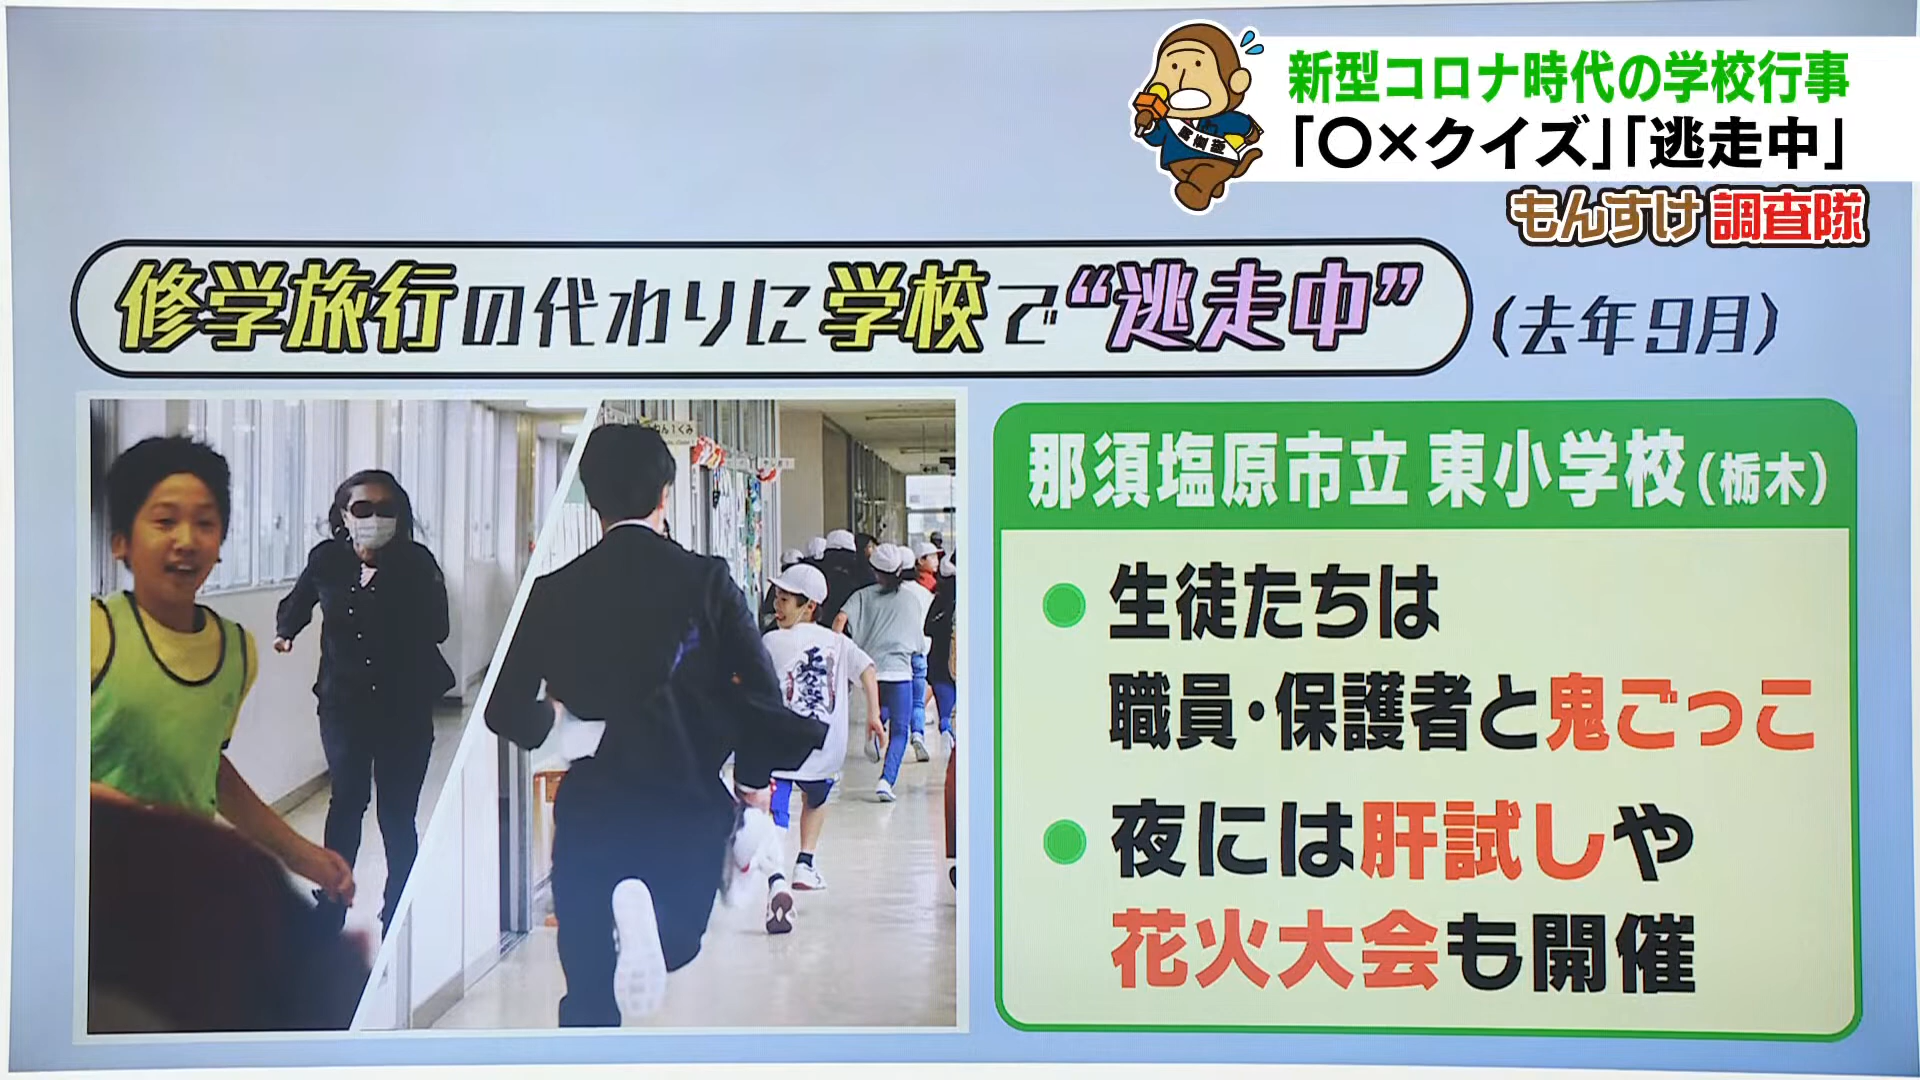 新型コロナ時代の学校行事
「〇×クイズ」「逃走中」
もんすけ調査隊
修学旅行の代わりに学校で“逃走中”(去年9月)
那須塩原市立 東小学校(栃木)
● 生徒たちは
職員・保護者と鬼ごっこ
● 夜には肝試しや
花火大会も開催